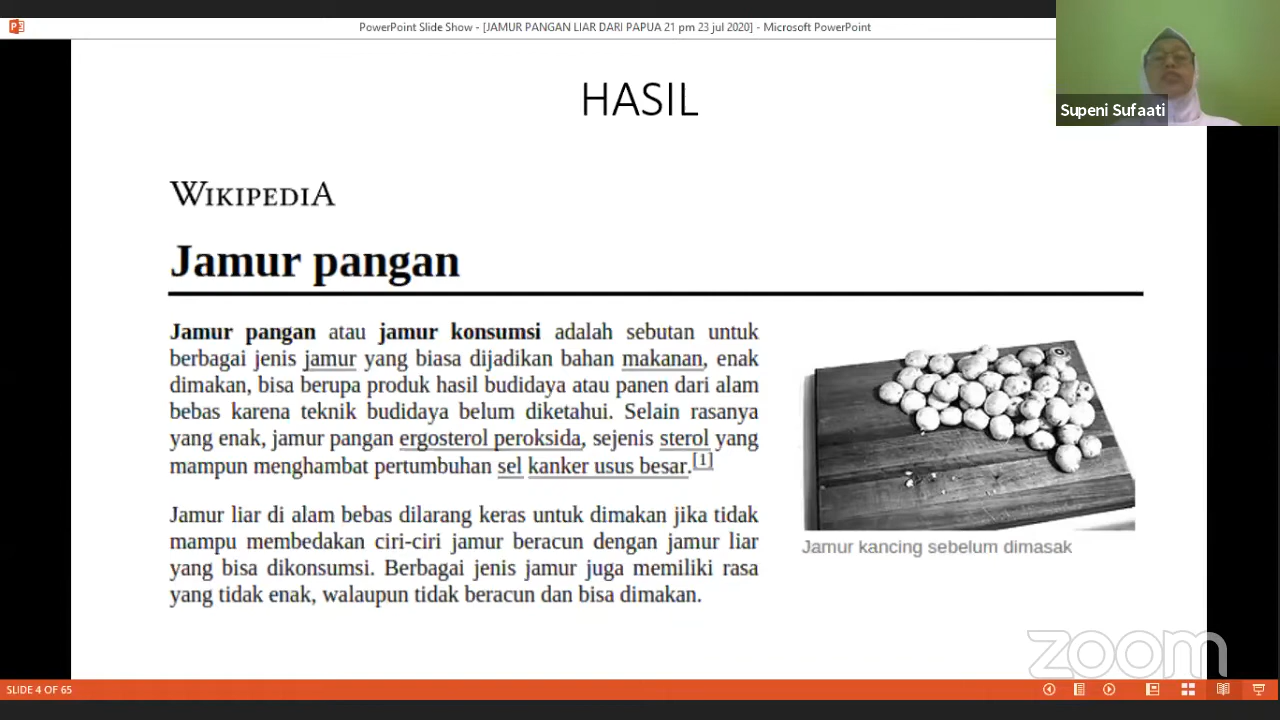 PowerPoint Slide Show - [JAMUR PANGAN LIAR DARI PAPUA 21 pm 23 jul 2020] - Microsoft PowerPoint
Supeni Sufaati
HASIL
WIKIPEDIA
Jamur pangan
Jamur pangan atau jamur konsumsi adalah sebutan untuk
berbagai jenis jamur yang biasa dijadikan bahan makanan, enak
dimakan, bisa berupa produk hasil budidaya atau panen dari alam
bebas karena teknik budidaya belum diketahui. Selain rasanya
yang enak, jamur pangan ergosterol peroksida, sejenis sterol yang
mampun menghambat pertumbuhan sel kanker usus besar.[1]
Jamur liar di alam bebas dilarang keras untuk dimakan jika tidak
mampu membedakan ciri-ciri jamur beracun dengan jamur liar
yang bisa dikonsumsi. Berbagai jenis jamur juga memiliki rasa
yang tidak enak, walaupun tidak beracun dan bisa dimakan.
Jamur kancing sebelum dimasak
zoom
SLIDE 4 OF 65